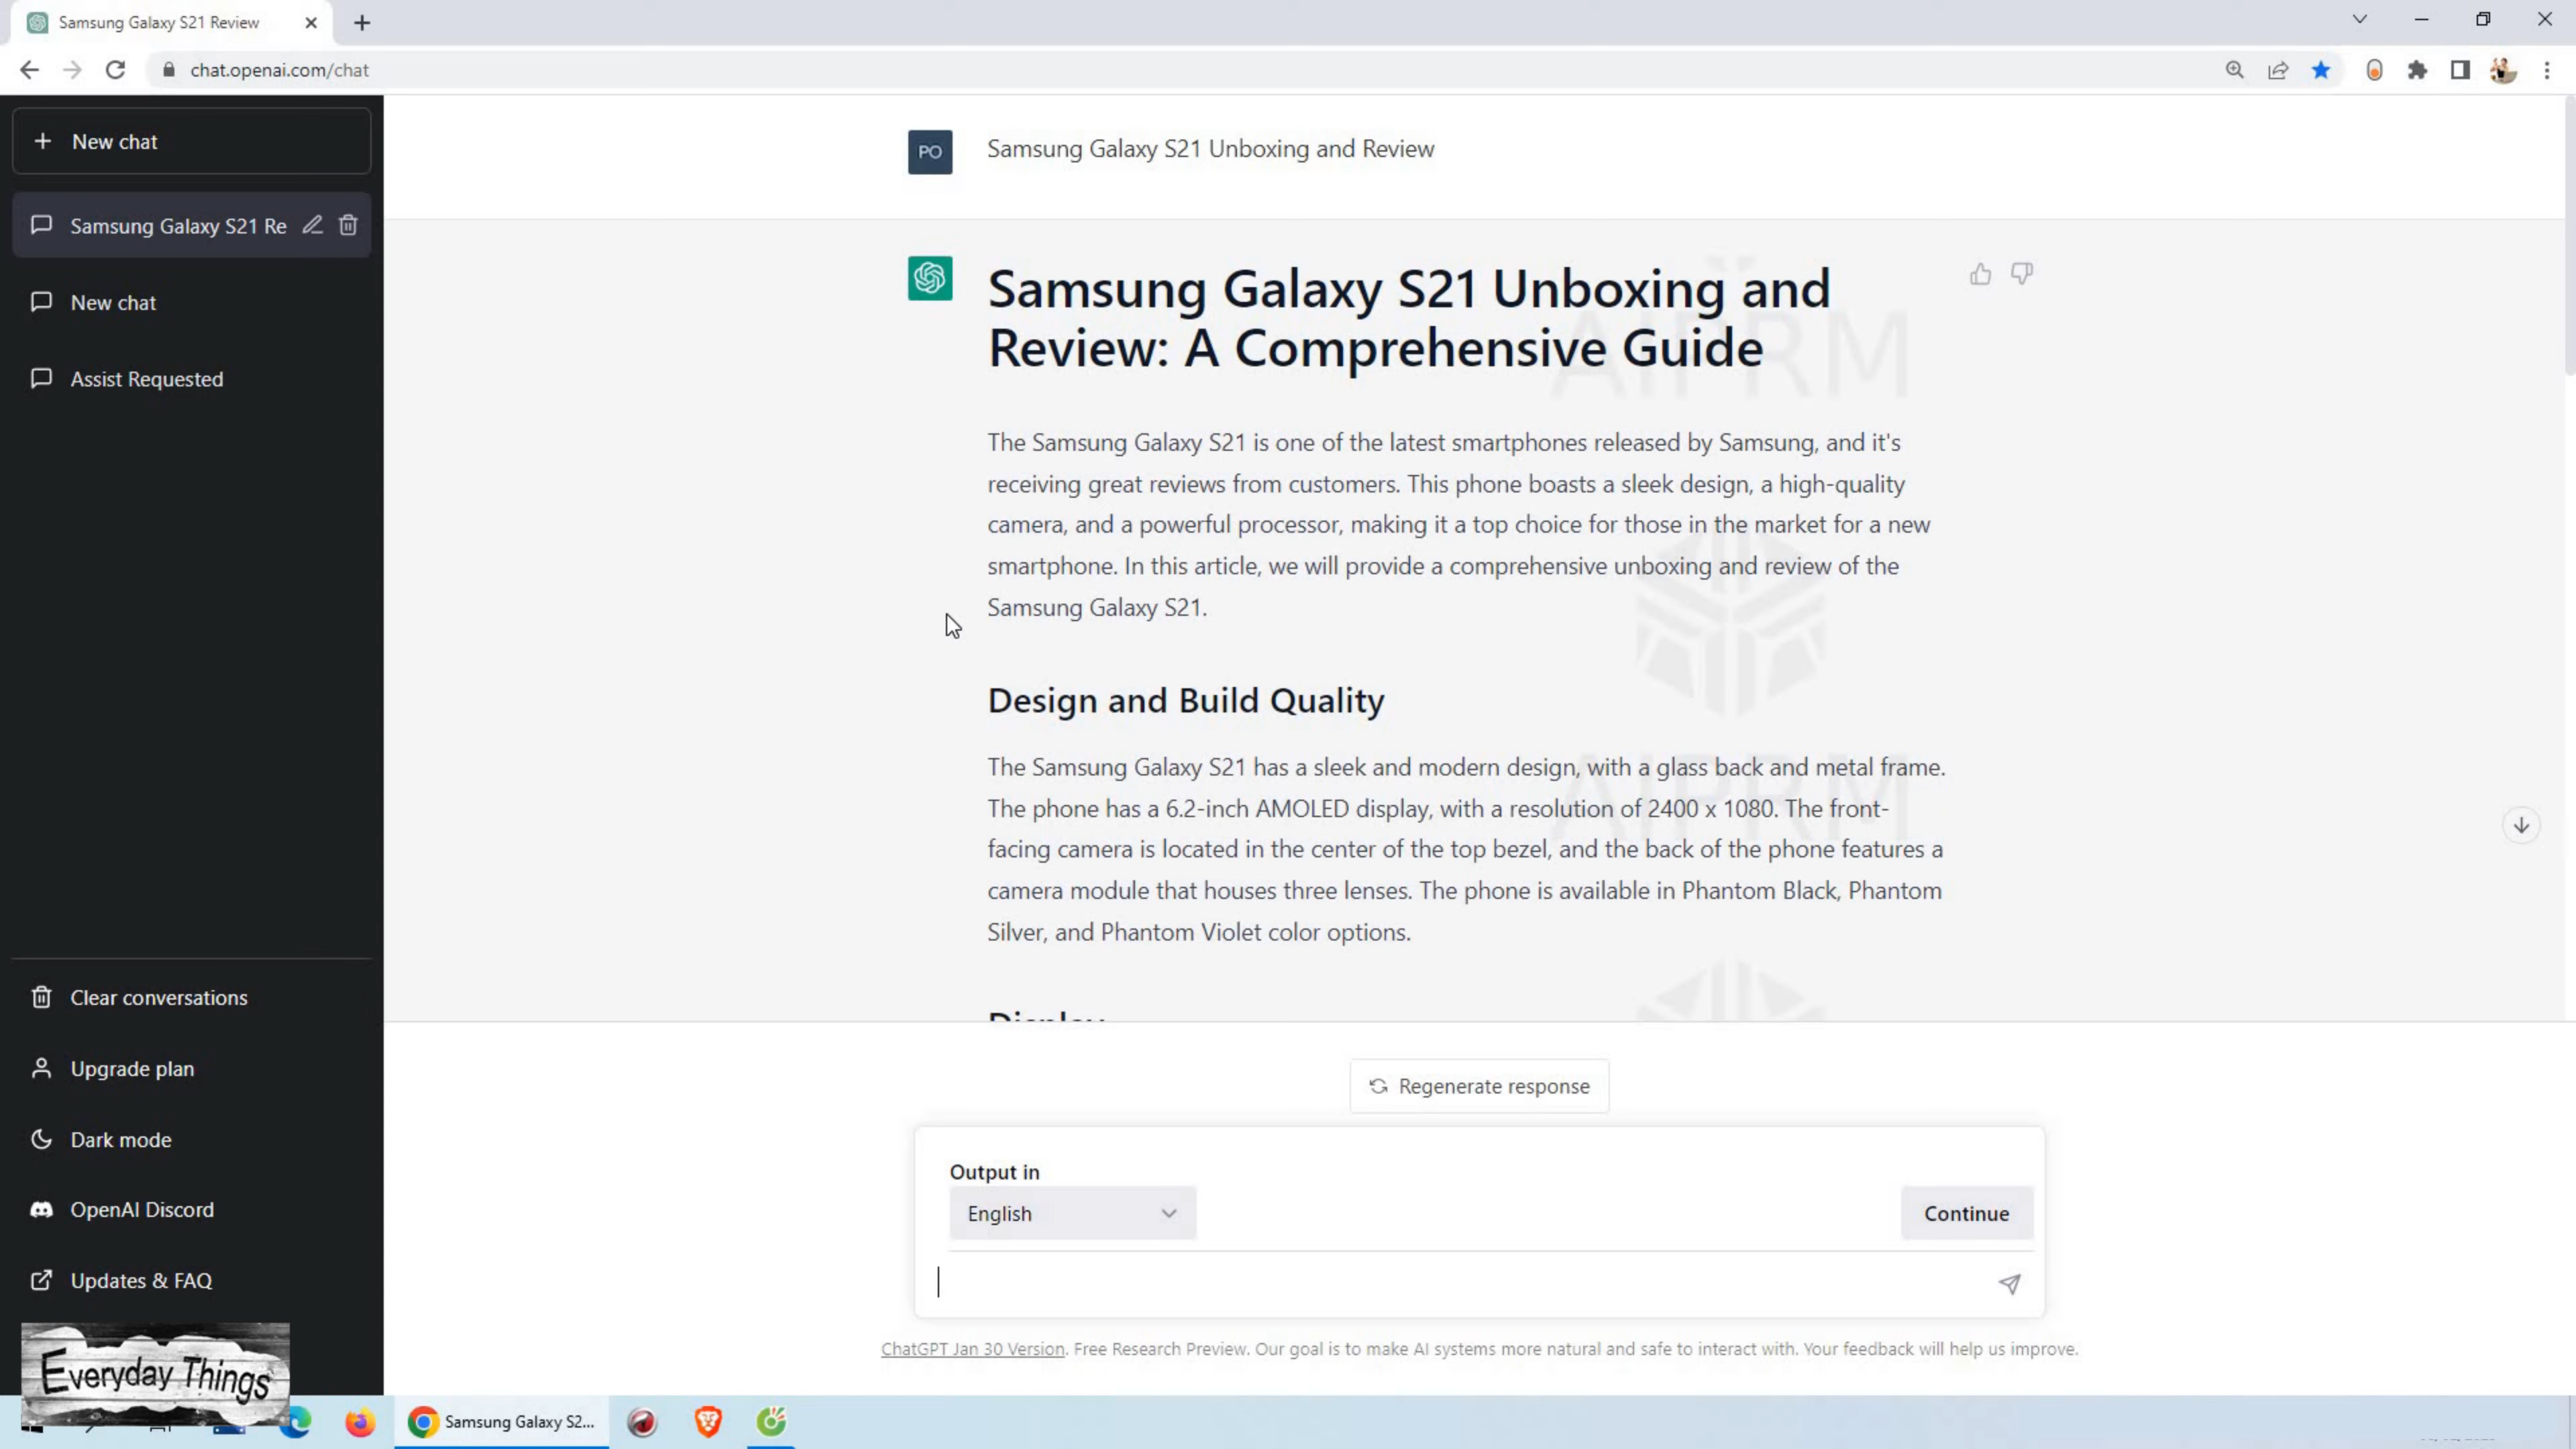 Samsung Galaxy S21 Review
chat.openai.com/chat
New chat
Samsung Galaxy S21 Re
New chat
Assist Requested
Clear conversations
Upgrade plan
Dark mode
OpenAI Discord
Updates & FAQ
Everyday Things
PO
Samsung Galaxy S21 Unboxing and Review
Samsung Galaxy S21 Unboxing and
Review: A Comprehensive Guide
AIPRM
The Samsung Galaxy S21 is one of the latest smartphones released by Samsung, and it's
receiving great reviews from customers. This phone boasts a sleek design, a high-quality
camera, and a powerful processor, making it a top choice for those in the market for a new
smartphone. In this article, we will provide a comprehensive unboxing and review of the
Samsung Galaxy S21.
Design and Build Quality
The Samsung Galaxy S21 has a sleek and modern design, with a glass back and metal frame.
The phone has a 6.2-inch AMOLED display, with a resolution of 2400 x 1080. The front-
facing camera is located in the center of the top bezel, and the back of the phone features a
camera module that houses three lenses. The phone is available in Phantom Black, Phantom
Silver, and Phantom Violet color options.
AIPRM
Display
Regenerate response
Output in
English
Continue
ChatGPT Jan 30 Version. Free Research Preview. Our goal is to make AI systems more natural and safe to interact with. Your feedback will help us improve.
Samsung Galaxy S2...